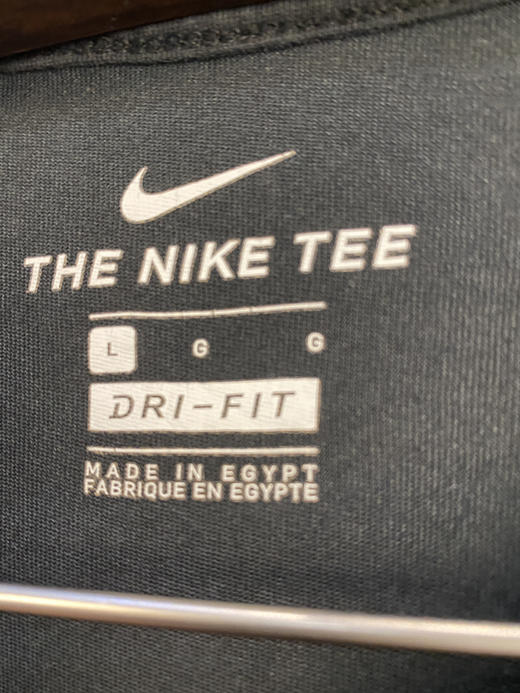 THE NIKE TEE
L G G
DRI-FIT
MADE IN EGYPT
FABRIQUE EN EGYPTE